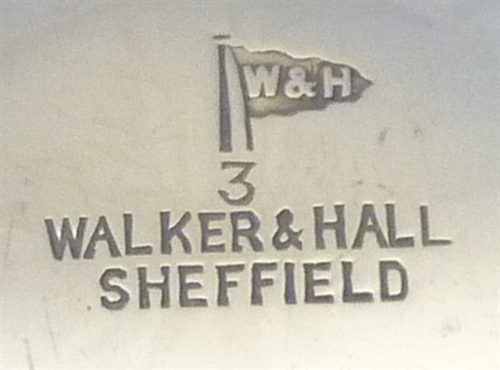 W&H
3
WALKER & HALL
SHEFFIELD